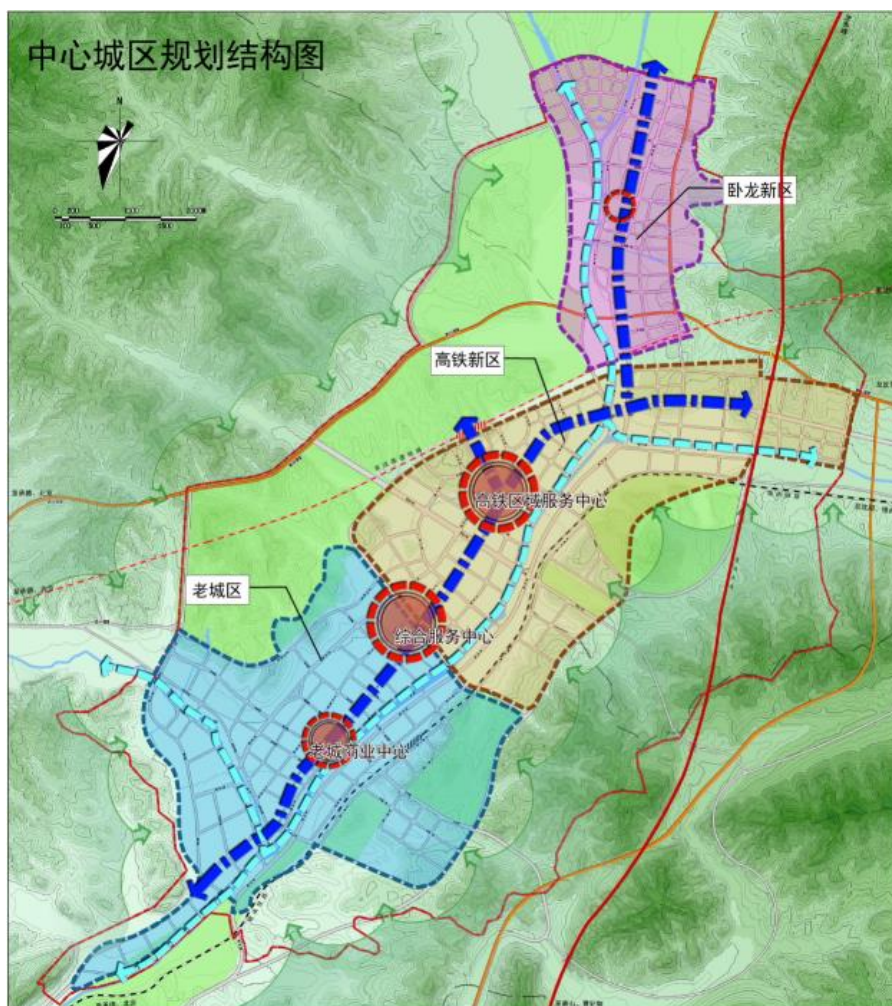 中心城区规划结构图
N
卧龙新区
高铁新区
高铁区域服务中心
老城区
综合服务中心
老城商业中心